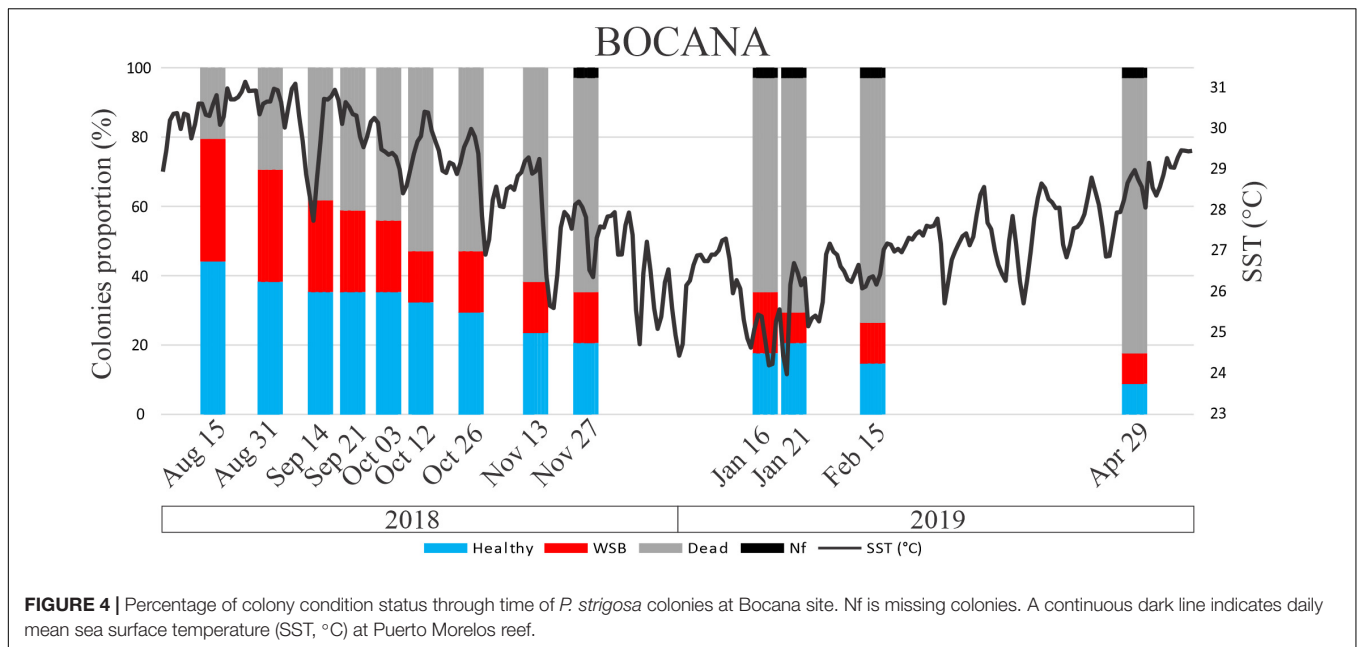 BOCANA
Colonies proportion (%)
100
80
60
40
20
0
SST (°C)
31
30
29
28
27
26
25
24
23
Aug 15
Aug 31
Sep 14
Sep 21
Oct 03
Oct 12
Oct 26
Nov 13
Nov 27
Jan 16
Jan 21
Feb 15
Apr 29
2018 2019
Healthy WSB Dead Nf SST (°C)
FIGURE 4 | Percentage of colony condition status through time of P. strigosa colonies at Bocana site. Nf is missing colonies. A continuous dark line indicates daily
mean sea surface temperature (SST, °C) at Puerto Morelos reef.